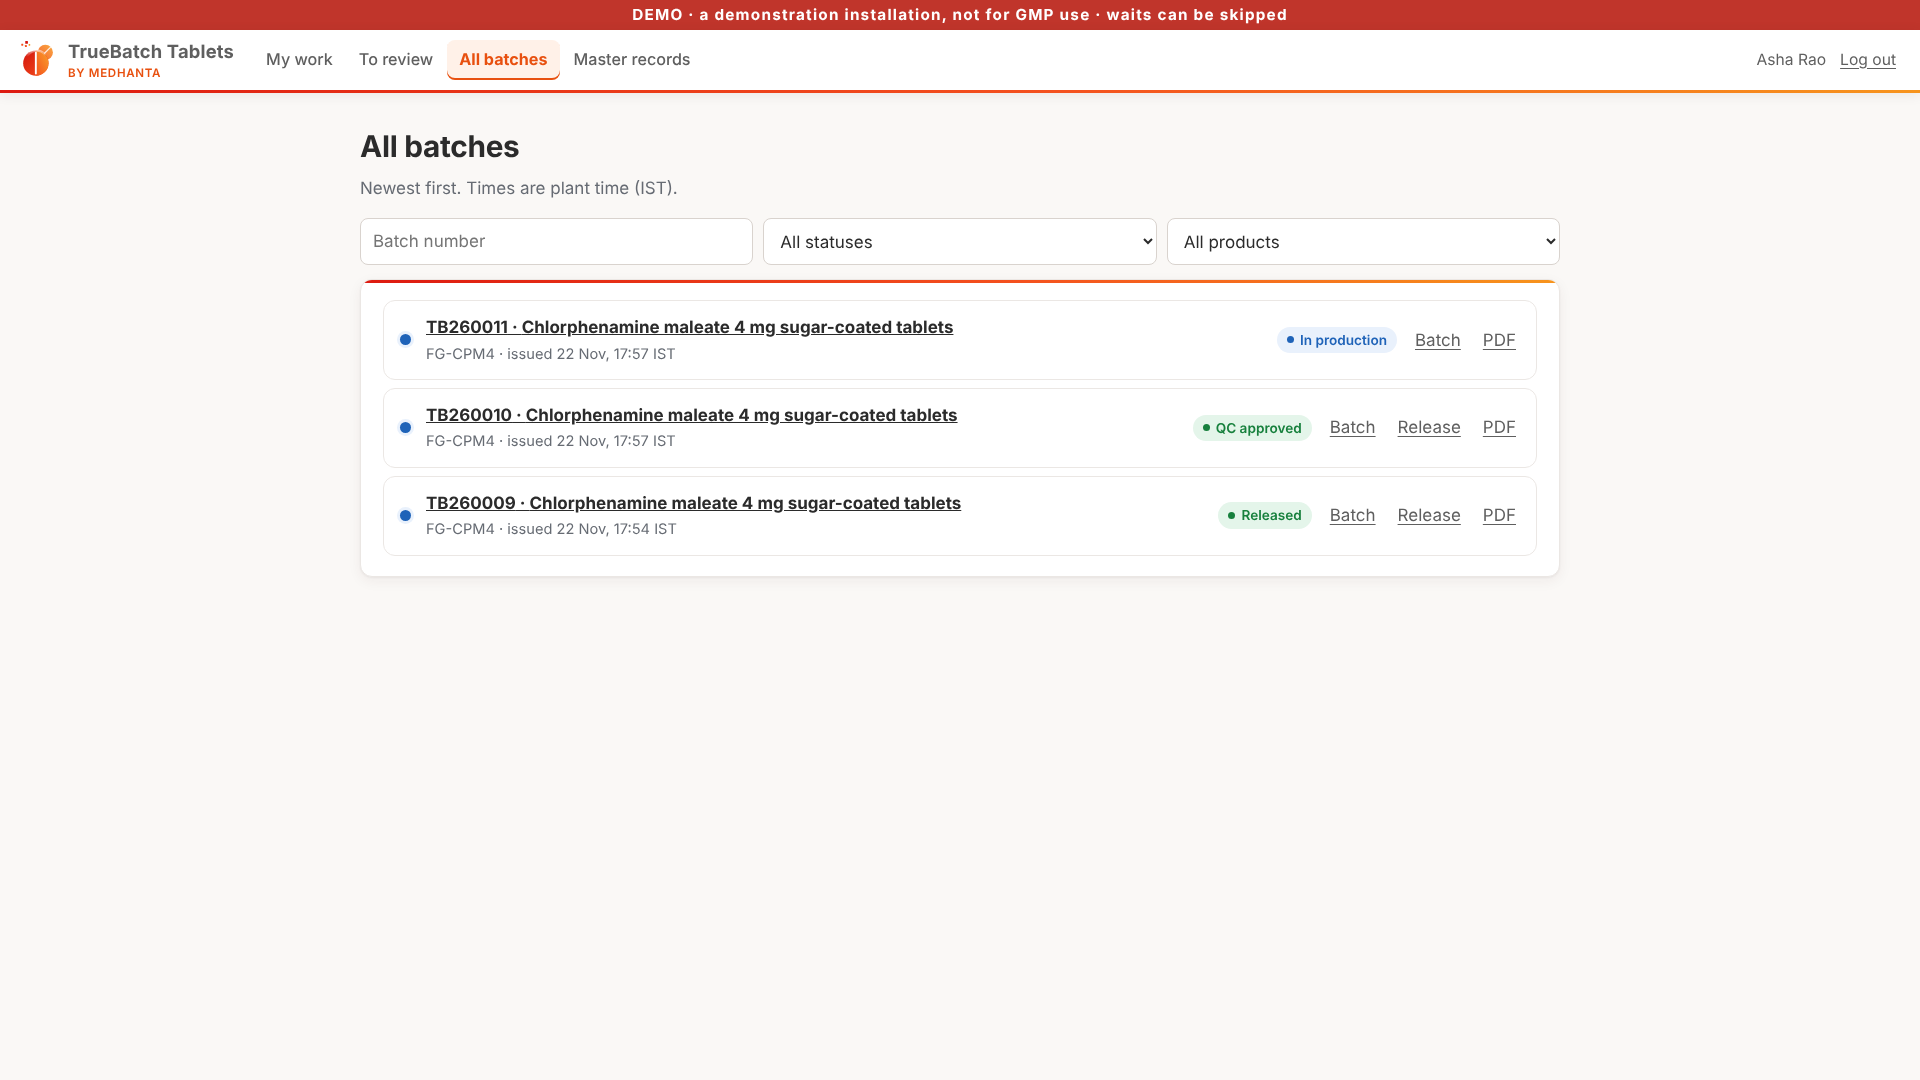 DEMO · a demonstration installation, not for GMP use · waits can be skipped
TrueBatch Tablets
BY MEDHANTA
My work
To review
All batches
Master records
Asha Rao
Log out
All batches
Newest first. Times are plant time (IST).
Batch number
All statuses
All products
TB260011 · Chlorphenamine maleate 4 mg sugar-coated tablets
FG-CPM4 · issued 22 Nov, 17:57 IST
In production
Batch
PDF
TB260010 · Chlorphenamine maleate 4 mg sugar-coated tablets
FG-CPM4 · issued 22 Nov, 17:57 IST
QC approved
Batch
Release
PDF
TB260009 · Chlorphenamine maleate 4 mg sugar-coated tablets
FG-CPM4 · issued 22 Nov, 17:54 IST
Released
Batch
Release
PDF